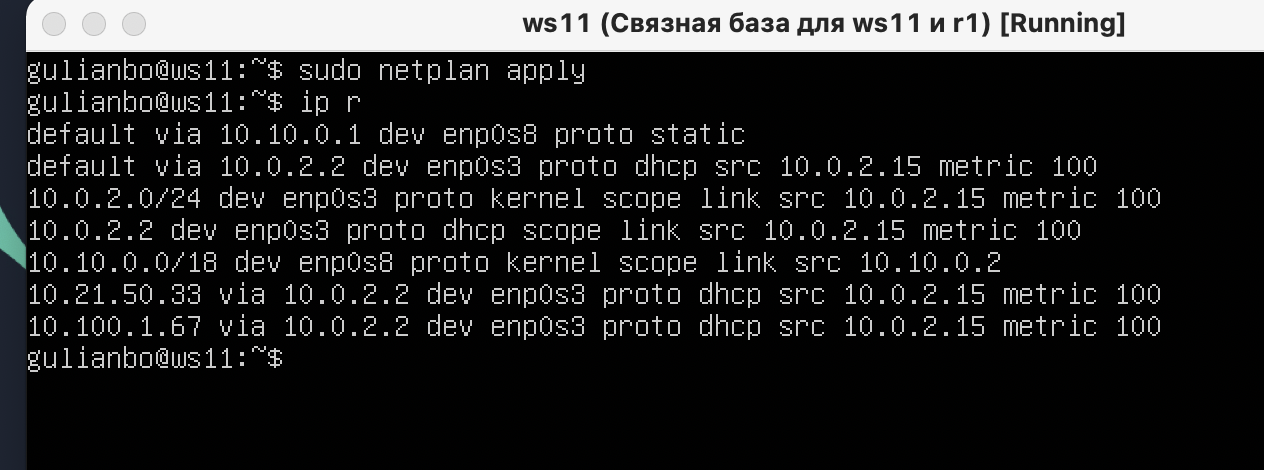 ws11 (Связная база для ws11 и r1) [Running]
gulianbo@ws11:~$ sudo netplan apply
gulianbo@ws11:~$ ip r
default via 10.10.0.1 dev enp0s8 proto static
default via 10.0.2.2 dev enp0s3 proto dhcp src 10.0.2.15 metric 100
10.0.2.0/24 dev enp0s3 proto kernel scope link src 10.0.2.15 metric 100
10.0.2.2 dev enp0s3 proto dhcp scope link src 10.0.2.15 metric 100
10.10.0.0/18 dev enp0s8 proto kernel scope link src 10.10.0.2
10.21.50.33 via 10.0.2.2 dev enp0s3 proto dhcp src 10.0.2.15 metric 100
10.100.1.67 via 10.0.2.2 dev enp0s3 proto dhcp src 10.0.2.15 metric 100
gulianbo@ws11:~$